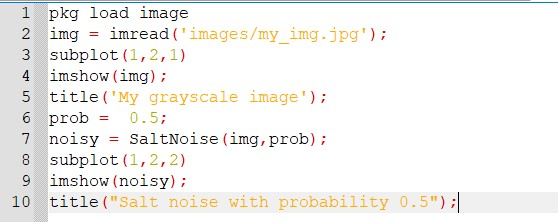 1 pkg load image
2 img = imread('images/my_img.jpg');
3 subplot(1,2,1)
4 imshow(img);
5 title('My grayscale image');
6 prob =  0.5;
7 noisy = SaltNoise(img,prob);
8 subplot(1,2,2)
9 imshow(noisy);
10 title("Salt noise with probability 0.5");